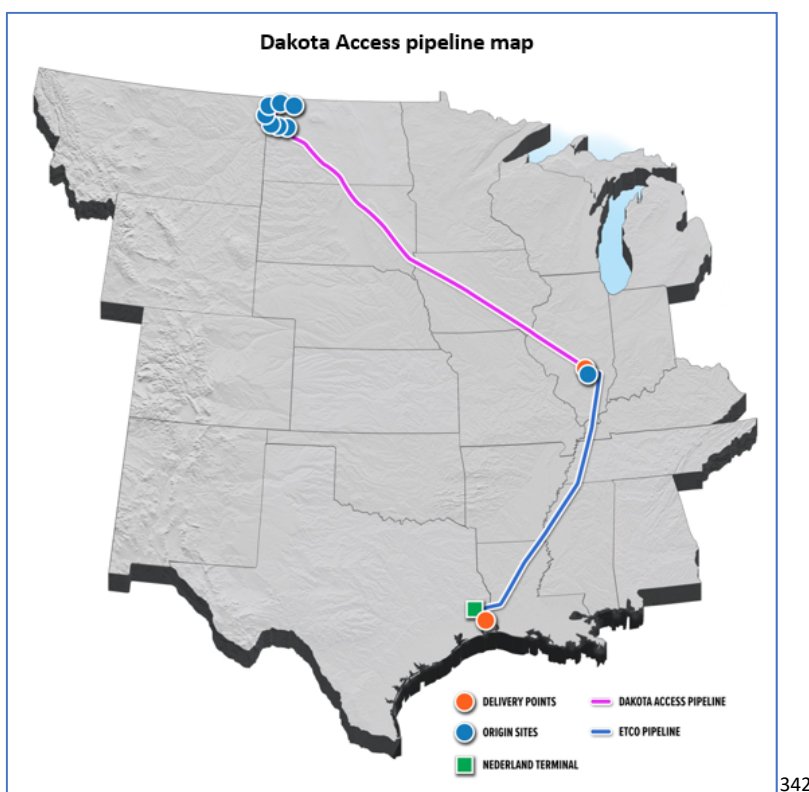 Dakota Access pipeline map
DELIVERY POINTS
DAKOTA ACCESS PIPELINE
ORIGIN SITES
ETCO PIPELINE
NEDERLAND TERMINAL
342